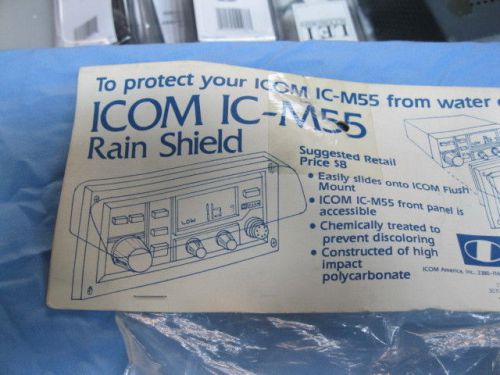 To protect your ICOM IC-M55 from water
ICOM IC-M55
Rain Shield
Suggested Retail
Price $8
• Easily slides onto ICOM Flush
Mount
• ICOM IC-M55 front panel is
accessible
• Chemically treated to
prevent discoloring
• Constructed of high
impact
polycarbonate
LOW 16
ICOM America, Inc.